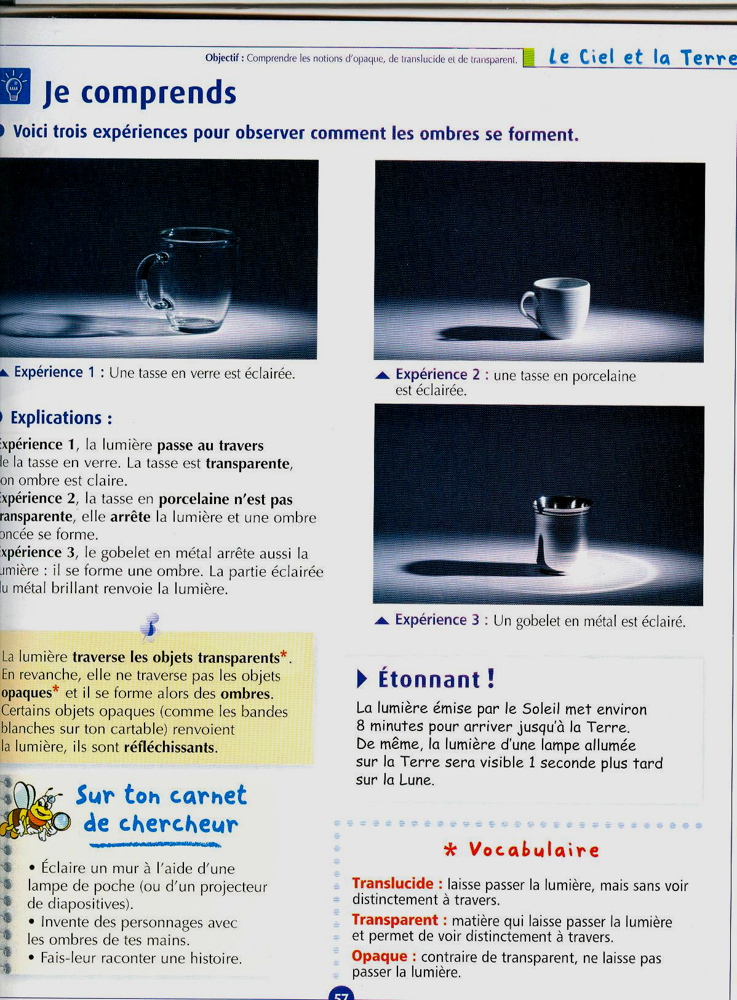 Objectif : Comprendre les notions d'opaque, de translucide et de transparent.
Le Ciel et la Terre
Je comprends
Voici trois expériences pour observer comment les ombres se forment.
▲ Expérience 1 : Une tasse en verre est éclairée.
▲ Expérience 2 : une tasse en porcelaine
est éclairée.
Explications :
xpérience 1, la lumière passe au travers
de la tasse en verre. La tasse est transparente,
on ombre est claire.
xpérience 2, la tasse en porcelaine n'est pas
ransparente, elle arrête la lumière et une ombre
oncée se forme.
xpérience 3, le gobelet en métal arrête aussi la
umière : il se forme une ombre. La partie éclairée
du métal brillant renvoie la lumière.
▲ Expérience 3 : Un gobelet en métal est éclairé.
La lumière traverse les objets transparents*.
En revanche, elle ne traverse pas les objets
opaques* et il se forme alors des ombres.
Certains objets opaques (comme les bandes
blanches sur ton cartable) renvoient
la lumière, ils sont réfléchissants.
Étonnant !
La lumière émise par le Soleil met environ
8 minutes pour arriver jusqu'à la Terre.
De même, la lumière d'une lampe allumée
sur la Terre sera visible 1 seconde plus tard
sur la Lune.
Sur ton carnet
de chercheur
• Éclaire un mur à l'aide d'une
lampe de poche (ou d'un projecteur
de diapositives).
• Invente des personnages avec
les ombres de tes mains.
• Fais-leur raconter une histoire.
* Vocabulaire
Translucide : laisse passer la lumière, mais sans voir
distinctement à travers.
Transparent : matière qui laisse passer la lumière
et permet de voir distinctement à travers.
Opaque : contraire de transparent, ne laisse pas
passer la lumière.
57